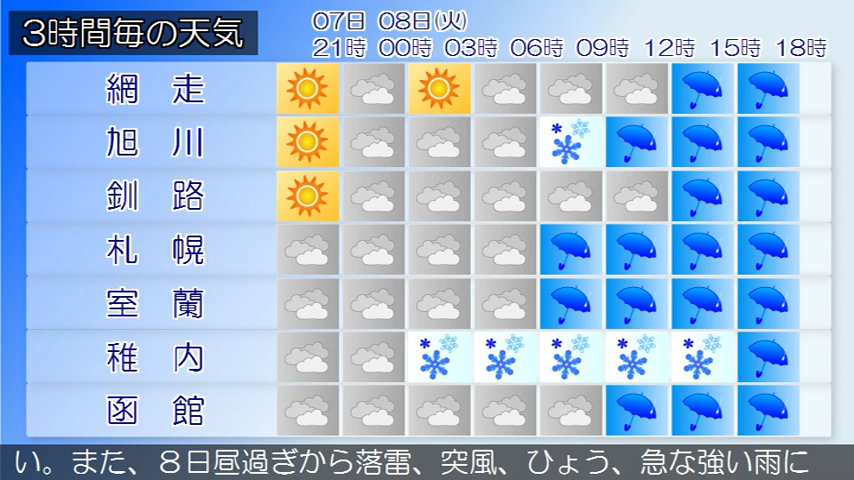 3時間毎の天気
07日 08日(火)
21時 00時 03時 06時 09時 12時 15時 18時
網 走
旭 川
釧 路
札 幌
室 蘭
稚 内
函 館
い。また、８日昼過ぎから落雷、突風、ひょう、急な強い雨に